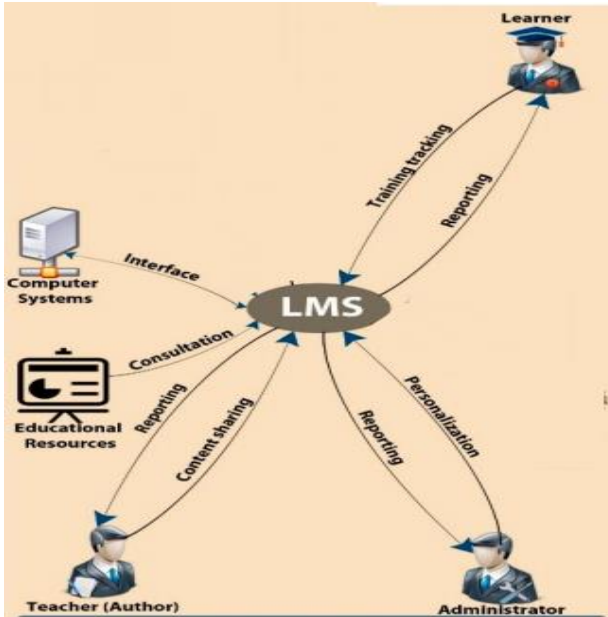 Learner
Training tracking
Reporting
Interface
Computer
Systems
LMS
Consultation
Educational
Resources
Reporting
Content sharing
Reporting
Personalization
Teacher (Author)
Administrator